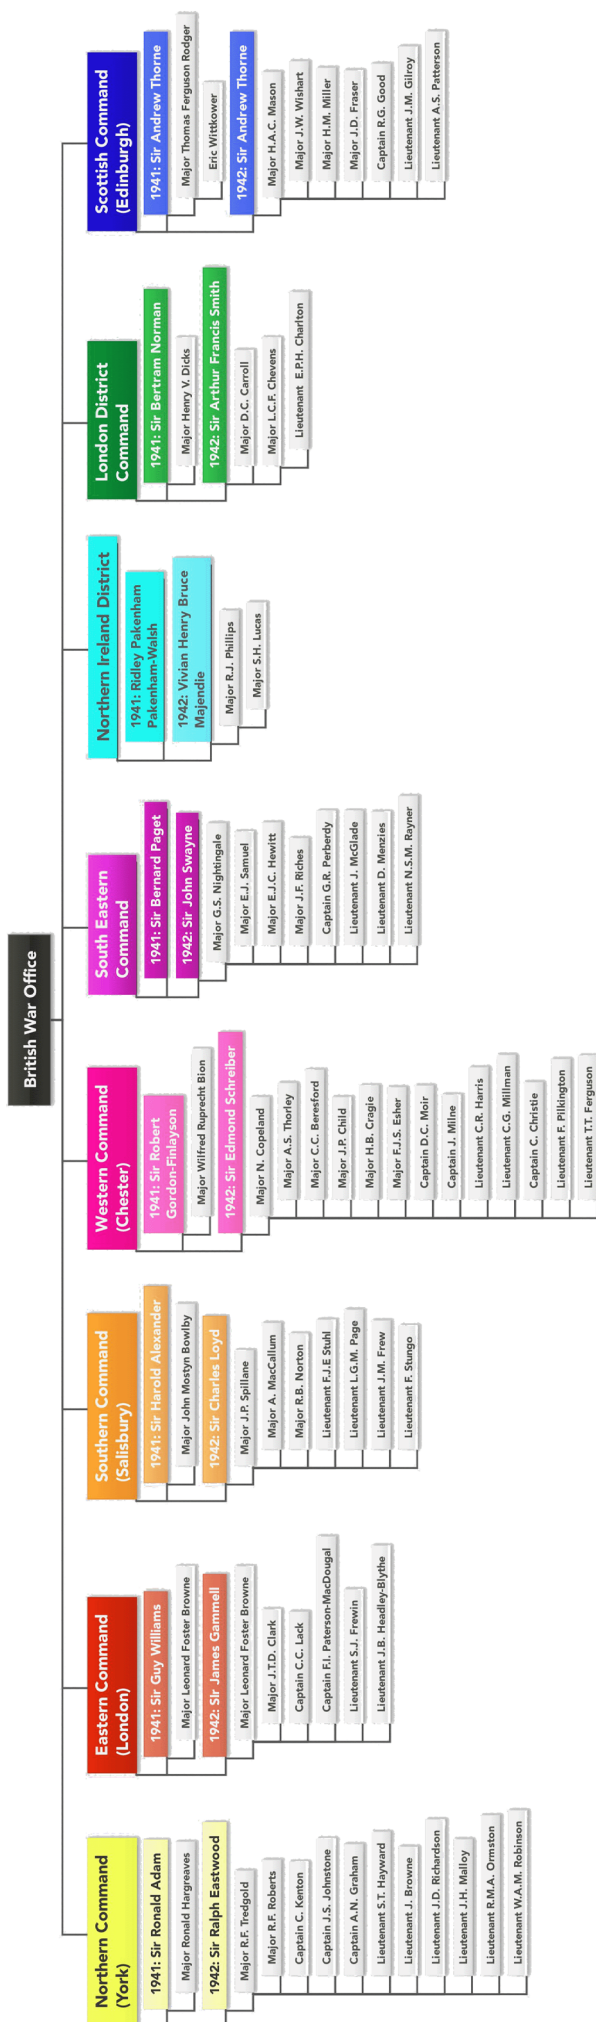 British War Office
Northern Command
(York)
1941: Sir Ronald Adam
Major Ronald Hargreaves
1942: Sir Ralph Eastwood
Major R.F. Tredgold
Major R.F. Roberts
Captain C. Kenton
Captain J.S. Johnstone
Captain A.N. Graham
Lieutenant S.T. Hayward
Lieutenant J. Browne
Lieutenant J.D. Richardson
Lieutenant J.H. Malloy
Lieutenant R.M.A. Ormston
Lieutenant W.A.M. Robinson
Eastern Command
(London)
1941: Sir Guy Williams
Major Leonard Foster Browne
1942: Sir James Gammell
Major Leonard Foster Browne
Major J.T.D. Clark
Captain C.C. Lack
Captain F.I. Paterson-MacDougal
Lieutenant S.J. Frewin
Lieutenant J.B. Headley-Blythe
Southern Command
(Salisbury)
1941: Sir Harold Alexander
Major John Mostyn Bowlby
1942: Sir Charles Loyd
Major J.P. Spillane
Major A. MacCallum
Major R.B. Norton
Lieutenant F.J.E Stuhl
Lieutenant L.G.M. Page
Lieutenant J.M. Frew
Lieutenant F. Stungo
Western Command
(Chester)
1941: Sir Robert
Gordon-Finlayson
Major Wilfred Ruprecht Bion
1942: Sir Edmond Schreiber
Major N. Copeland
Major A.S. Thorley
Major C.C. Beresford
Major J.P. Child
Major H.B. Cragie
Major F.J.S. Esher
Captain D.C. Moir
Captain J. Milne
Lieutenant C.R. Harris
Lieutenant C.G. Millman
Captain C. Christie
Lieutenant F. Pilkington
Lieutenant T.T. Ferguson
South Eastern
Command
1941: Sir Bernard Paget
1942: Sir John Swayne
Major G.S. Nightingale
Major E.J. Samuel
Major E.J.C. Hewitt
Major J.F. Riches
Captain G.R. Perberdy
Lieutenant J. McGlade
Lieutenant D. Menzies
Lieutenant N.S.M. Rayner
Northern Ireland District
1941: Ridley Pakenham
Pakenham-Walsh
1942: Vivian Henry Bruce
Majendie
Major R.J. Phillips
Major S.H. Lucas
London District
Command
1941: Sir Bertram Norman
Major Henry V. Dicks
1942: Sir Arthur Francis Smith
Major D.C. Carroll
Major L.C.F. Chevens
Lieutenant E.P.H. Charlton
Scottish Command
(Edinburgh)
1941: Sir Andrew Thorne
Major Thomas Ferguson Rodger
Eric Wittkower
1942: Sir Andrew Thorne
Major H.A.C. Mason
Major J.W. Wishart
Major H.M. Miller
Major J.D. Fraser
Captain R.G. Good
Lieutenant J.M. Gilroy
Lieutenant A.S. Patterson